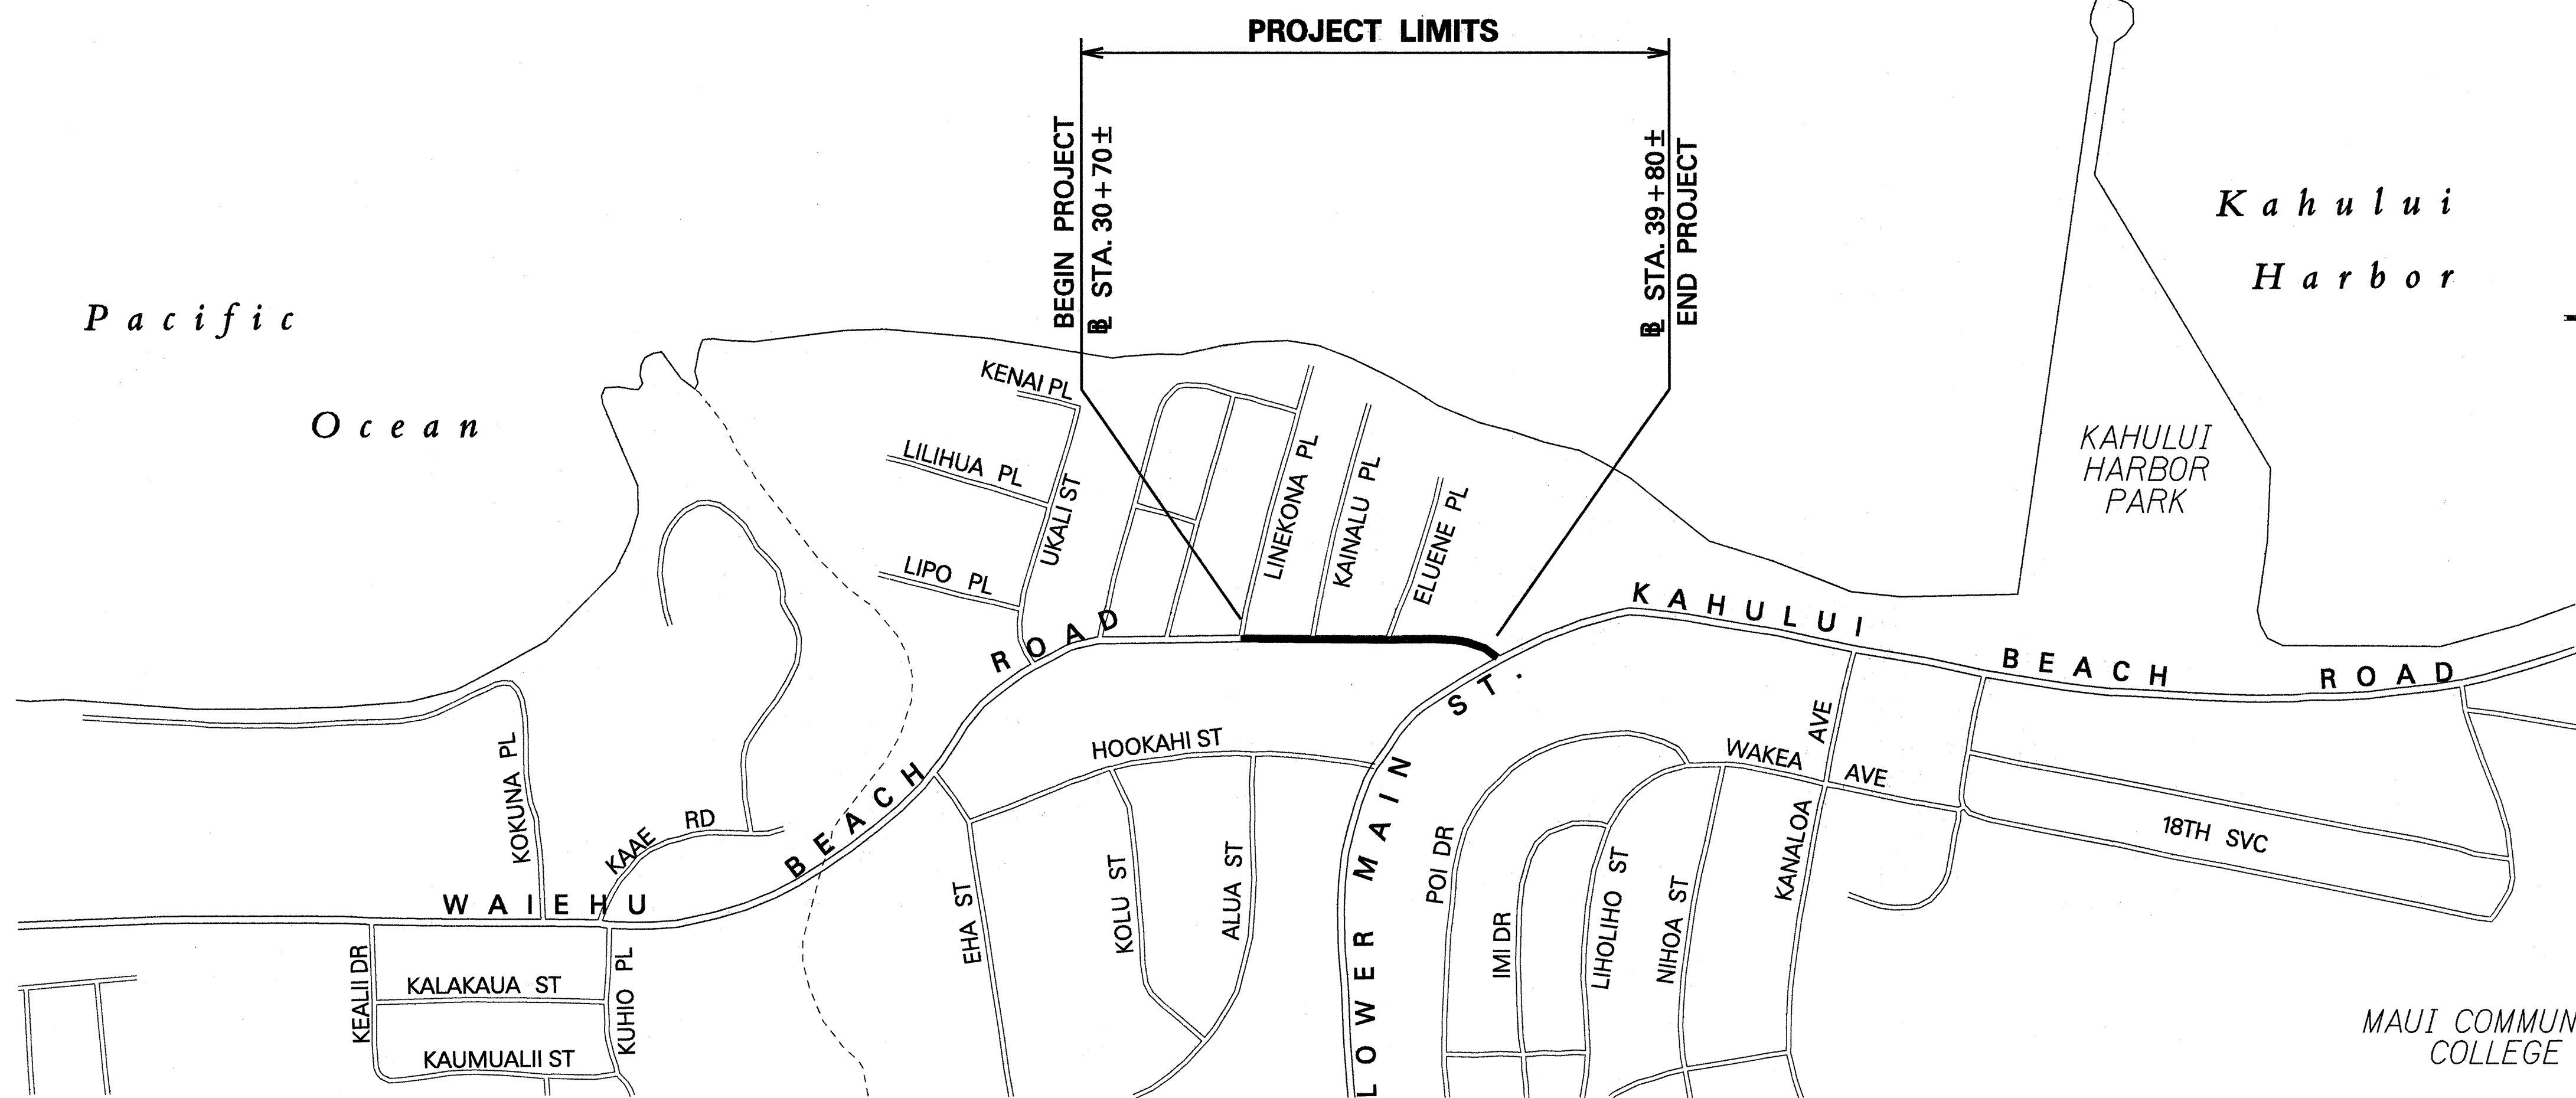 PROJECT LIMITS
BEGIN PROJECT
BL STA. 30+70±
BL STA. 39+80±
END PROJECT
Kahului
Harbor
Pacific
Ocean
KAHULUI
HARBOR
PARK
KENAI PL
LILIHUA PL
UKALI ST
LIPO PL
LINEKONA PL
KAINALU PL
ELUENE PL
WAIEHU BEACH ROAD
KAHULUI BEACH ROAD
LOWER MAIN ST.
HOOKAHI ST
KOKUNA PL
KAAE RD
EHA ST
KOLU ST
ALUA ST
POI DR
IMI DR
LIHOLIHO ST
NIHOA ST
WAKEA AVE
KANALOA AVE
18TH SVC
KEALII DR
KALAKAUA ST
KUHIO PL
KAUMUALII ST
MAUI COMMUN
COLLEGE